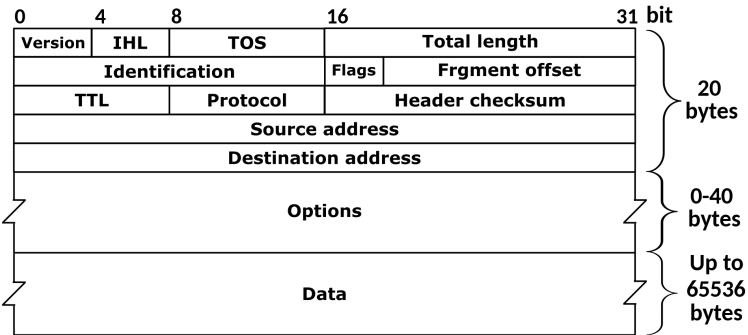 0 4 8 16 31 bit
Version IHL TOS Total length
Identification Flags Frgment offset
TTL Protocol Header checksum
Source address
Destination address
20
bytes
Options
0-40
bytes
Data
Up to
65536
bytes